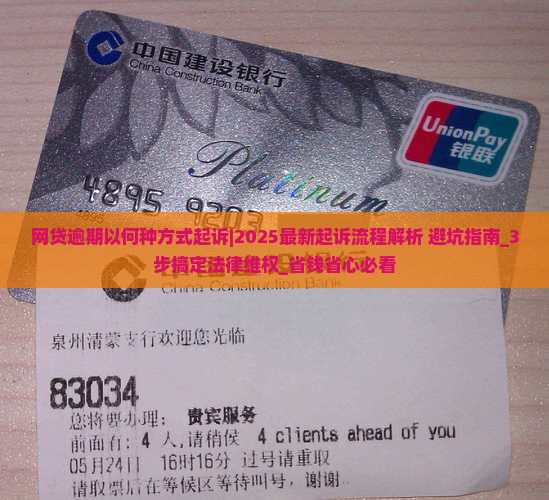 中国建设银行
China Construction Bank
UnionPay
银联
Platinum
4895 9203
网贷逾期以何种方式起诉|2025最新起诉流程解析 避坑指南_3
步搞定法律维权_省钱省心必看
泉州清蒙支行欢迎您光临
83034
您将要办理： 贵宾服务
前面有: 4 人,请稍侯 4 clients ahead of you
05月24日 16时16分 过号请重取
请取票后在等候区等待叫号，谢谢